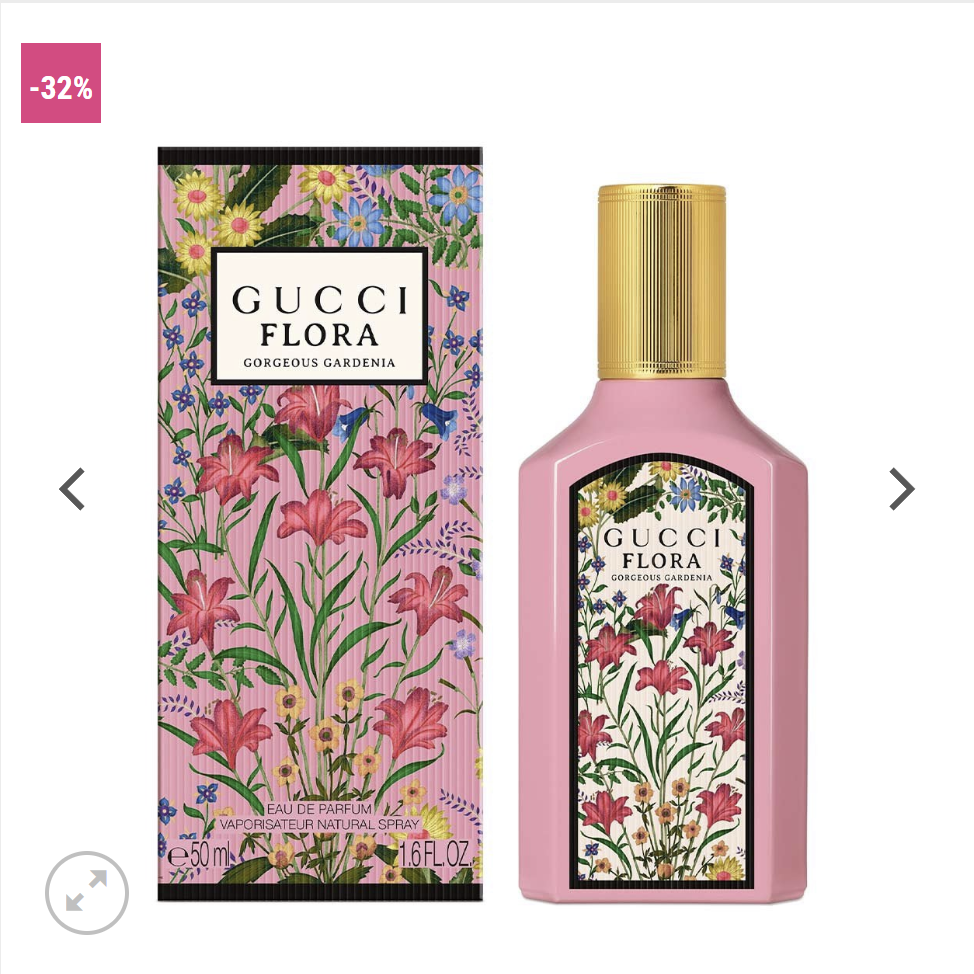 -32%
GUCCI
FLORA
GORGEOUS GARDENIA
EAU DE PARFUM
VAPORISATEUR NATURAL SPRAY
℮50 ml 1.6 FL.OZ.
GUCCI
FLORA
GORGEOUS GARDENIA